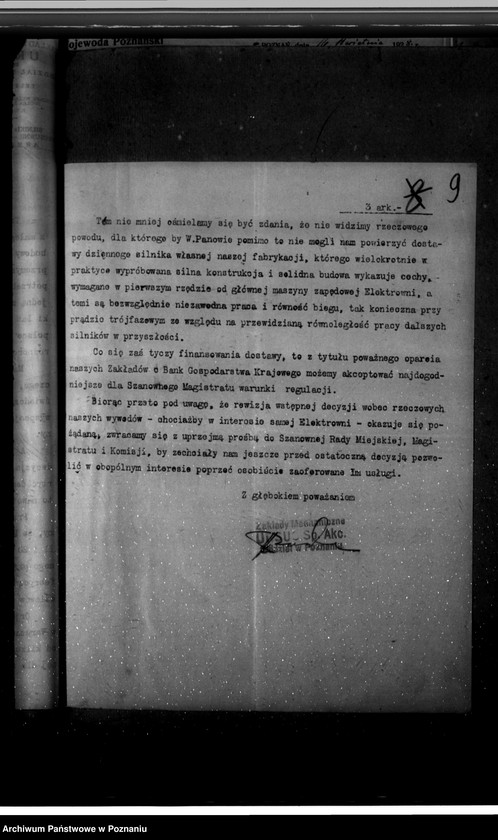 ojewoda Poznański
3 ark.- 9
Tem nie mniej ośmielamy się być zdania, że nie widzimy rzeczowego
powodu, dla którego by W.Panowie pomimo to nie mogli nam powierzyć dosta-
wy dziennego silnika własnej naszej fabrykacji, którego wielokrotnie w
praktyce wypróbowana silna konstrukcja i solidna budowa wykazuje cechy,-
wymagane w pierwszym rzędzie od głównej maszyny zapędowej Elektrowni, a
temi są bezwzględnie niezawodna praca i równość biegu, tak konieczna przy
prądzie trójfazowym ze względu na przewidzianą równoległość pracy dalszych
silników w przyszłości.
Co się zaś tyczy finansowania dostawy, to z tytułu poważnego oparcia
naszych Zakładów o Bank Gospodarstwa Krajowego możemy akceptować najdogod-
niejsze dla Szanownego Magistratu warunki regulacji.
Biorąc przeto pod uwagę, że rewizja wstępnej decyzji wobec rzeczowych
naszych wywodów - chociażby w interesie samej Elektrowni - okazuje się po-
żądaną, zwracamy się z uprzejmą prośbą do Szanownej Rady Miejskiej, Magi-
stratu i Komisji, by zechciały nam jeszcze przed ostateczną decyzją pozwo-
lić w obopólnym interesie poprzeć osobiście zaoferowane Im usługi.
Z głębokiem poważaniem
Zakłady Mechaniczne
URSUS Sp. Akc.
Oddział w Poznaniu
Archiwum Państwowe w Poznaniu